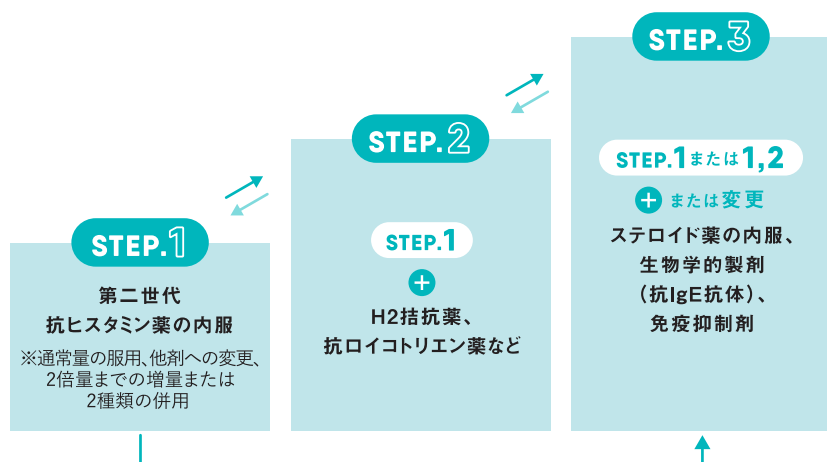 STEP.1
第二世代
抗ヒスタミン薬の内服
※通常量の服用、他剤への変更、
2倍量までの増量または
2種類の併用
STEP.2
STEP.1
+
H2拮抗薬、
抗ロイコトリエン薬など
STEP.3
STEP.1または1,2
+ または変更
ステロイド薬の内服、
生物学的製剤
（抗IgE抗体）、
免疫抑制剤